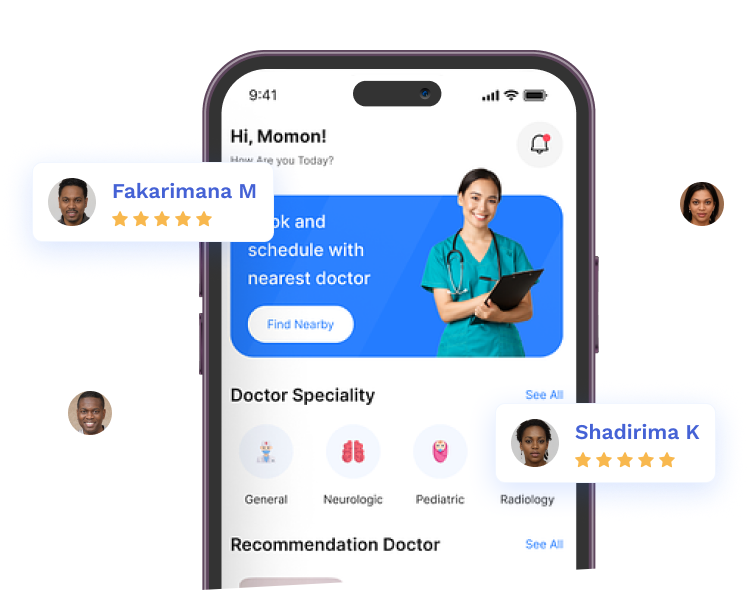 9:41
Hi, Momon!
How Are you Today?
Fakarimana M
ok and
schedule with
nearest doctor
Find Nearby
Doctor Speciality
See All
Shadirima K
General
Neurologic
Pediatric
Radiology
Recommendation Doctor
See All